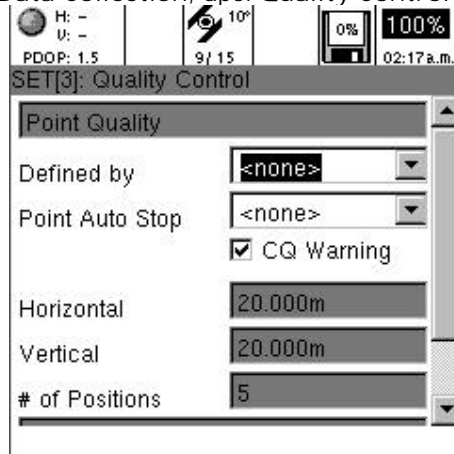 Data Collection, tpsr Quality Control
H: - 10° 0% 100%
V: -
PDOP: 1.5 9/ 15 02:17a.m.
SET[3]: Quality Control
Point Quality
Defined by <none>
Point Auto Stop <none>
CQ Warning
Horizontal 20.000m
Vertical 20.000m
# of Positions 5